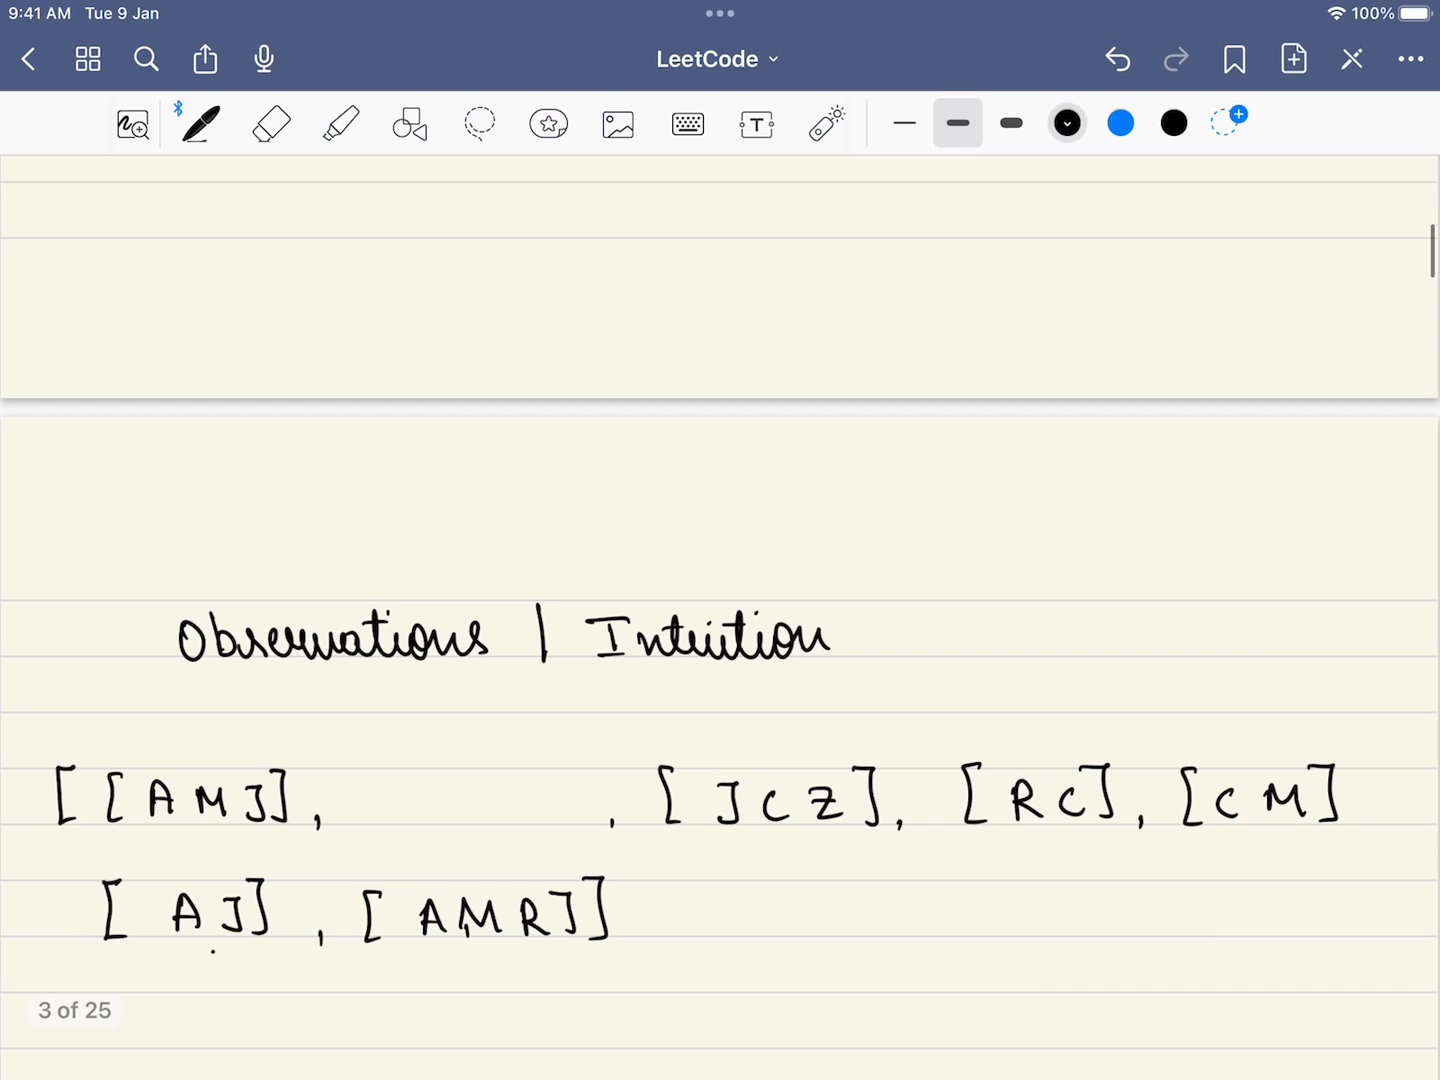 9:41 AM Tue 9 Jan 100%
LeetCode
T
Observations | Intuition
[ [ A M J ], , [ J C Z ], [ R C ], [ C M ]
[ A J ] , [ A M R ] ]
3 of 25